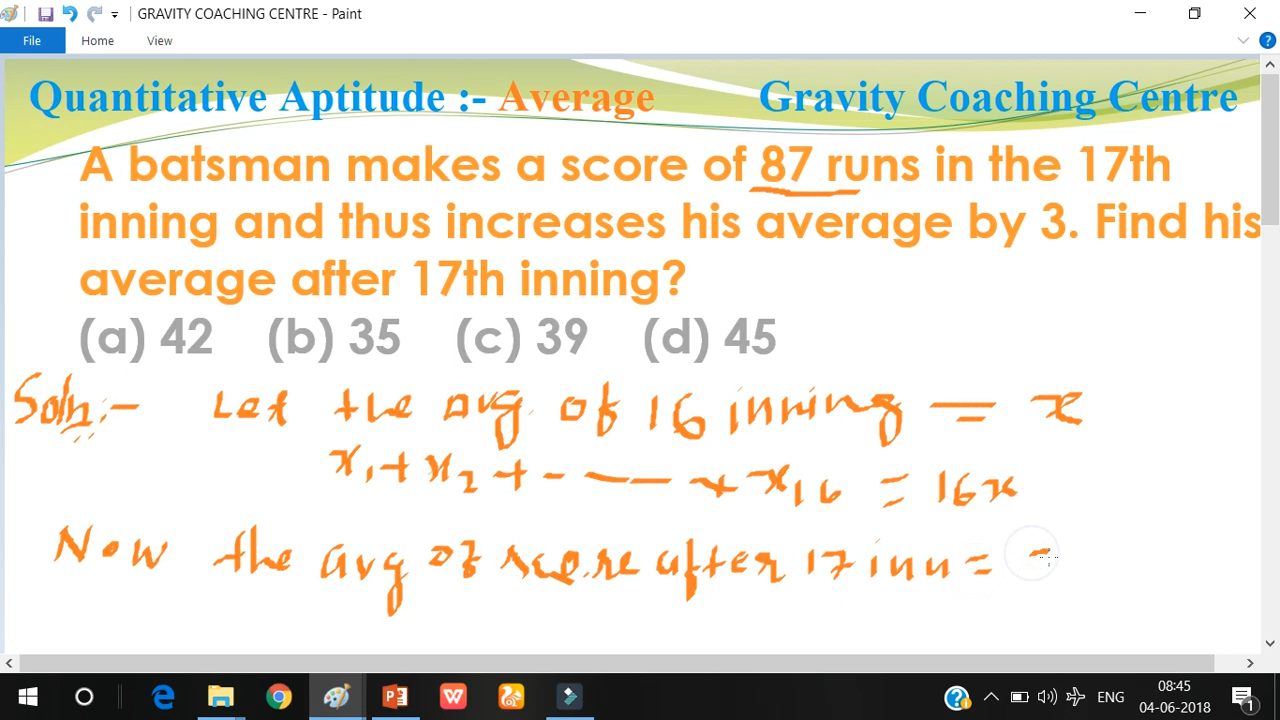 GRAVITY COACHING CENTRE - Paint
File Home View
Quantitative Aptitude :- Average Gravity Coaching Centre
A batsman makes a score of 87 runs in the 17th
inning and thus increases his average by 3. Find his
average after 17th inning?
(a) 42 (b) 35 (c) 39 (d) 45
Soln:- Let the avg. of 16 inning = x
x₁+x₂+------+x₁₆ = 16x
Now the avg of score after 17 inn =
ENG
08:45
04-06-2018
1